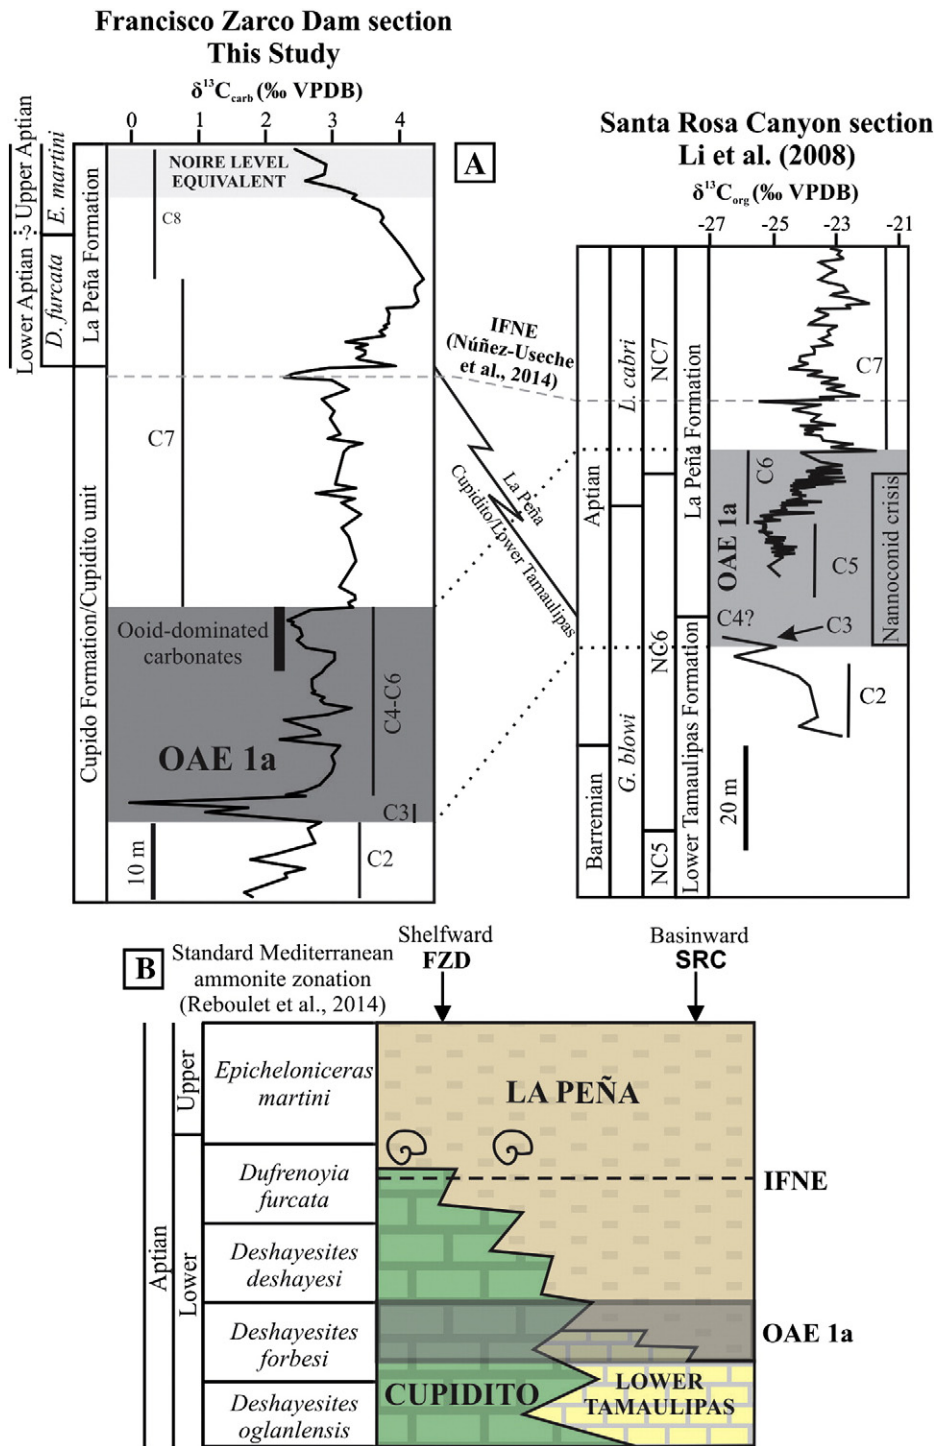 Francisco Zarco Dam section
This Study
δ¹³Ccarb (‰ VPDB)
0 1 2 3 4
A
Santa Rosa Canyon section
Li et al. (2008)
δ¹³Corg (‰ VPDB)
-27 -25 -23 -21
Lower Aptian -?- Upper Aptian
E. martini
D. furcata
La Peña Formation
Cupido Formation/Cupidito unit
NOIRE LEVEL
EQUIVALENT
C8
C7
Ooid-dominated
carbonates
C4-C6
OAE 1a
C3
C2
10 m
IFNE
(Núñez-Useche
et al., 2014)
La Peña
Cupidito/Lower Tamaulipas
Aptian
Barremian
L. cabri
G. blowi
NC7
NC6
NC5
La Peña Formation
Lower Tamaulipas Formation
C7
C6
OAE 1a
C5
Nannoconid crisis
C4?
C3
C2
20 m
B
Standard Mediterranean
ammonite zonation
(Reboulet et al., 2014)
Shelfward
FZD
Basinward
SRC
Aptian
Upper
Lower
Epicheloniceras
martini
Dufrenoyia
furcata
Deshayesites
deshayesi
Deshayesites
forbesi
Deshayesites
oglanlensis
LA PEÑA
IFNE
OAE 1a
CUPIDITO
LOWER
TAMAULIPAS